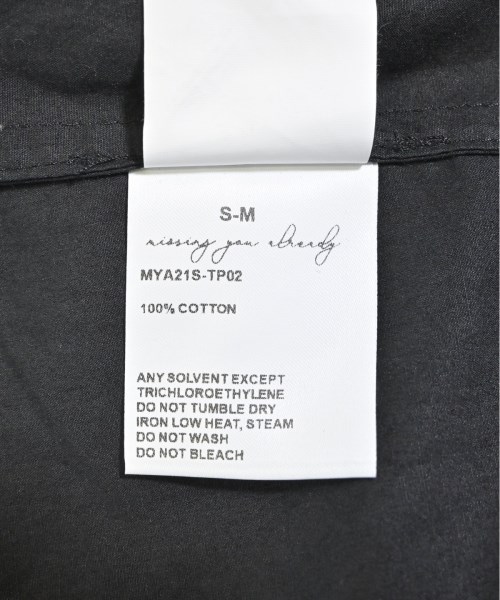 S-M
missing you already
MYA21S-TP02
100% COTTON
ANY SOLVENT EXCEPT
TRICHLOROETHYLENE
DO NOT TUMBLE DRY
IRON LOW HEAT, STEAM
DO NOT WASH
DO NOT BLEACH